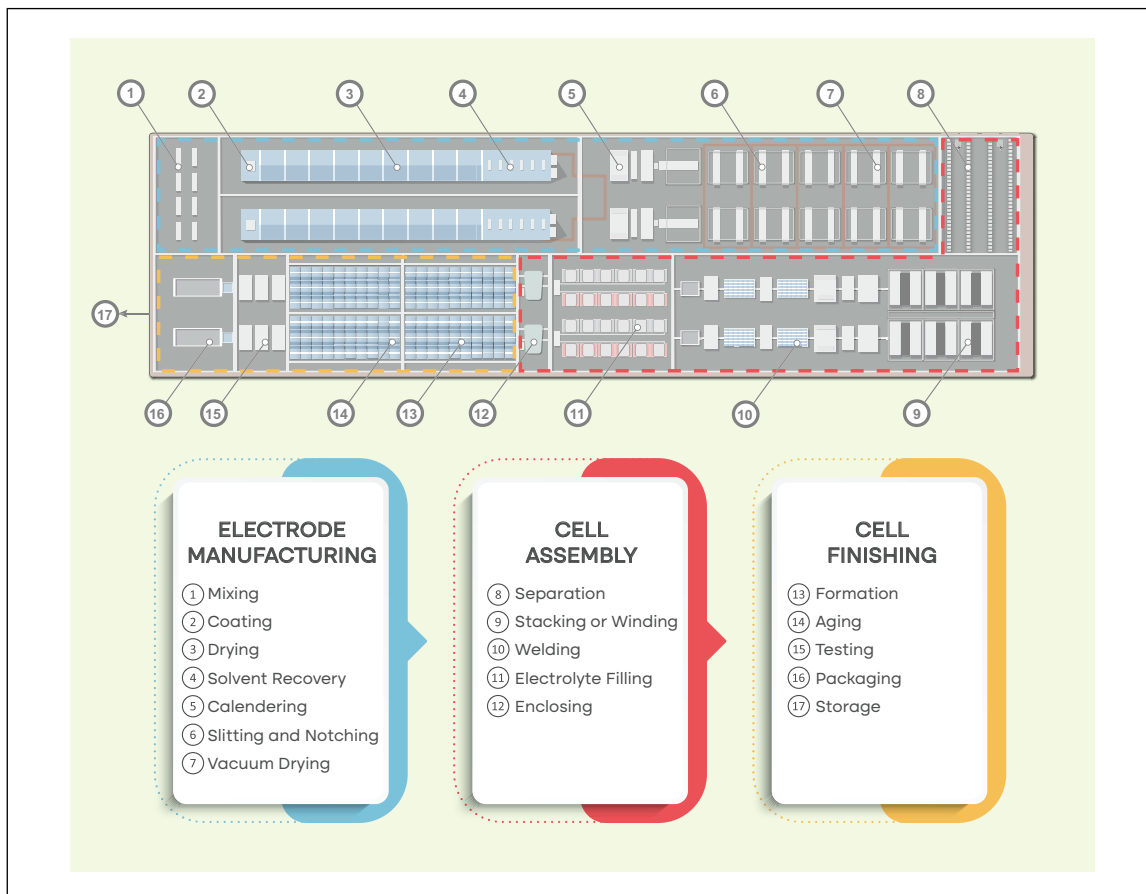 1 2 3 4 5 6 7 8
17
16 15 14 13 12 11 10 9
ELECTRODE
MANUFACTURING
1 Mixing
2 Coating
3 Drying
4 Solvent Recovery
5 Calendering
6 Slitting and Notching
7 Vacuum Drying
CELL
ASSEMBLY
8 Separation
9 Stacking or Winding
10 Welding
11 Electrolyte Filling
12 Enclosing
CELL
FINISHING
13 Formation
14 Aging
15 Testing
16 Packaging
17 Storage